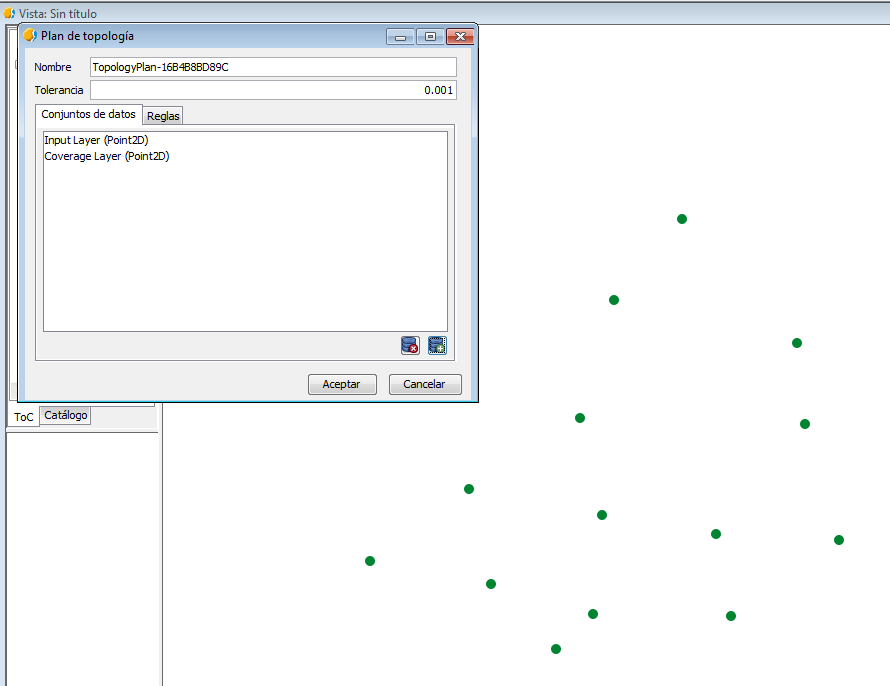 Vista: Sin título
Plan de topología
Nombre TopologyPlan-16B4B8BD89C
Tolerancia 0.001
Conjuntos de datos Reglas
Input Layer (Point2D)
Coverage Layer (Point2D)
Aceptar Cancelar
ToC Catálogo